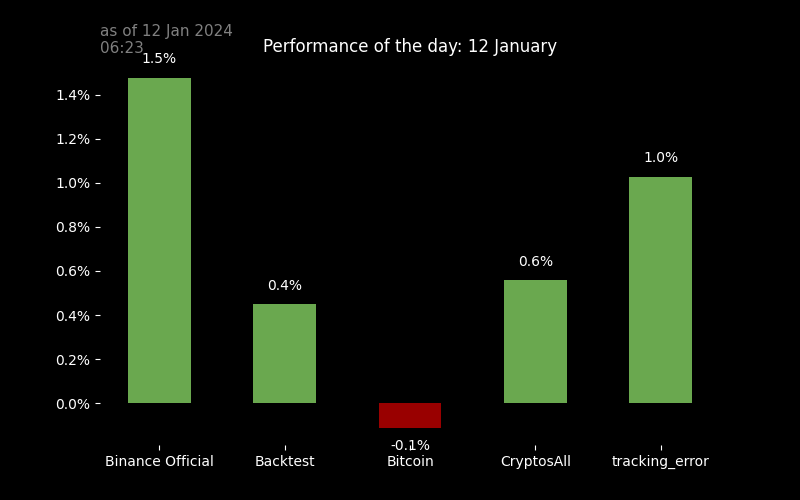 as of 12 Jan 2024
06:23
Performance of the day: 12 January
1.5%
1.4%
1.2%
1.0%
1.0%
0.8%
0.6%
0.6%
0.4%
0.4%
0.2%
0.0%
-0.1%
Binance Official
Backtest
Bitcoin
CryptosAll
tracking_error